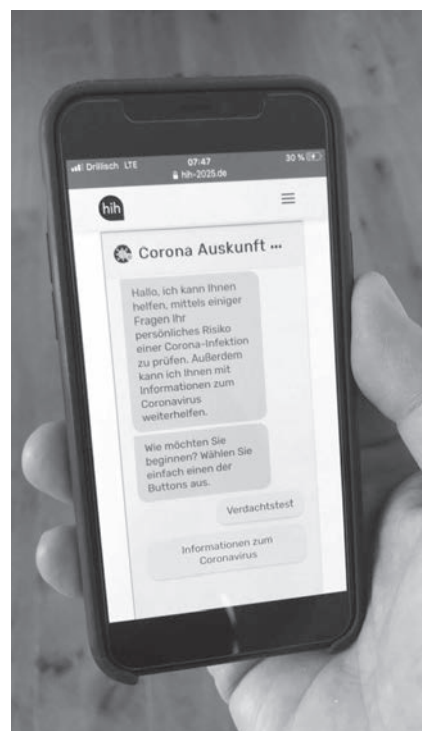 Drillisch LTE 07:47 30 %
hih-2025.de
hih
Corona Auskunft •••
Hallo, ich kann Ihnen
helfen, mittels einiger
Fragen Ihr
persönliches Risiko
einer Corona-Infektion
zu prüfen. Außerdem
kann ich Ihnen mit
Informationen zum
Coronavirus
weiterhelfen.
Wie möchten Sie
beginnen? Wählen Sie
einfach einen der
Buttons aus.
Verdachtstest
Informationen zum
Coronavirus